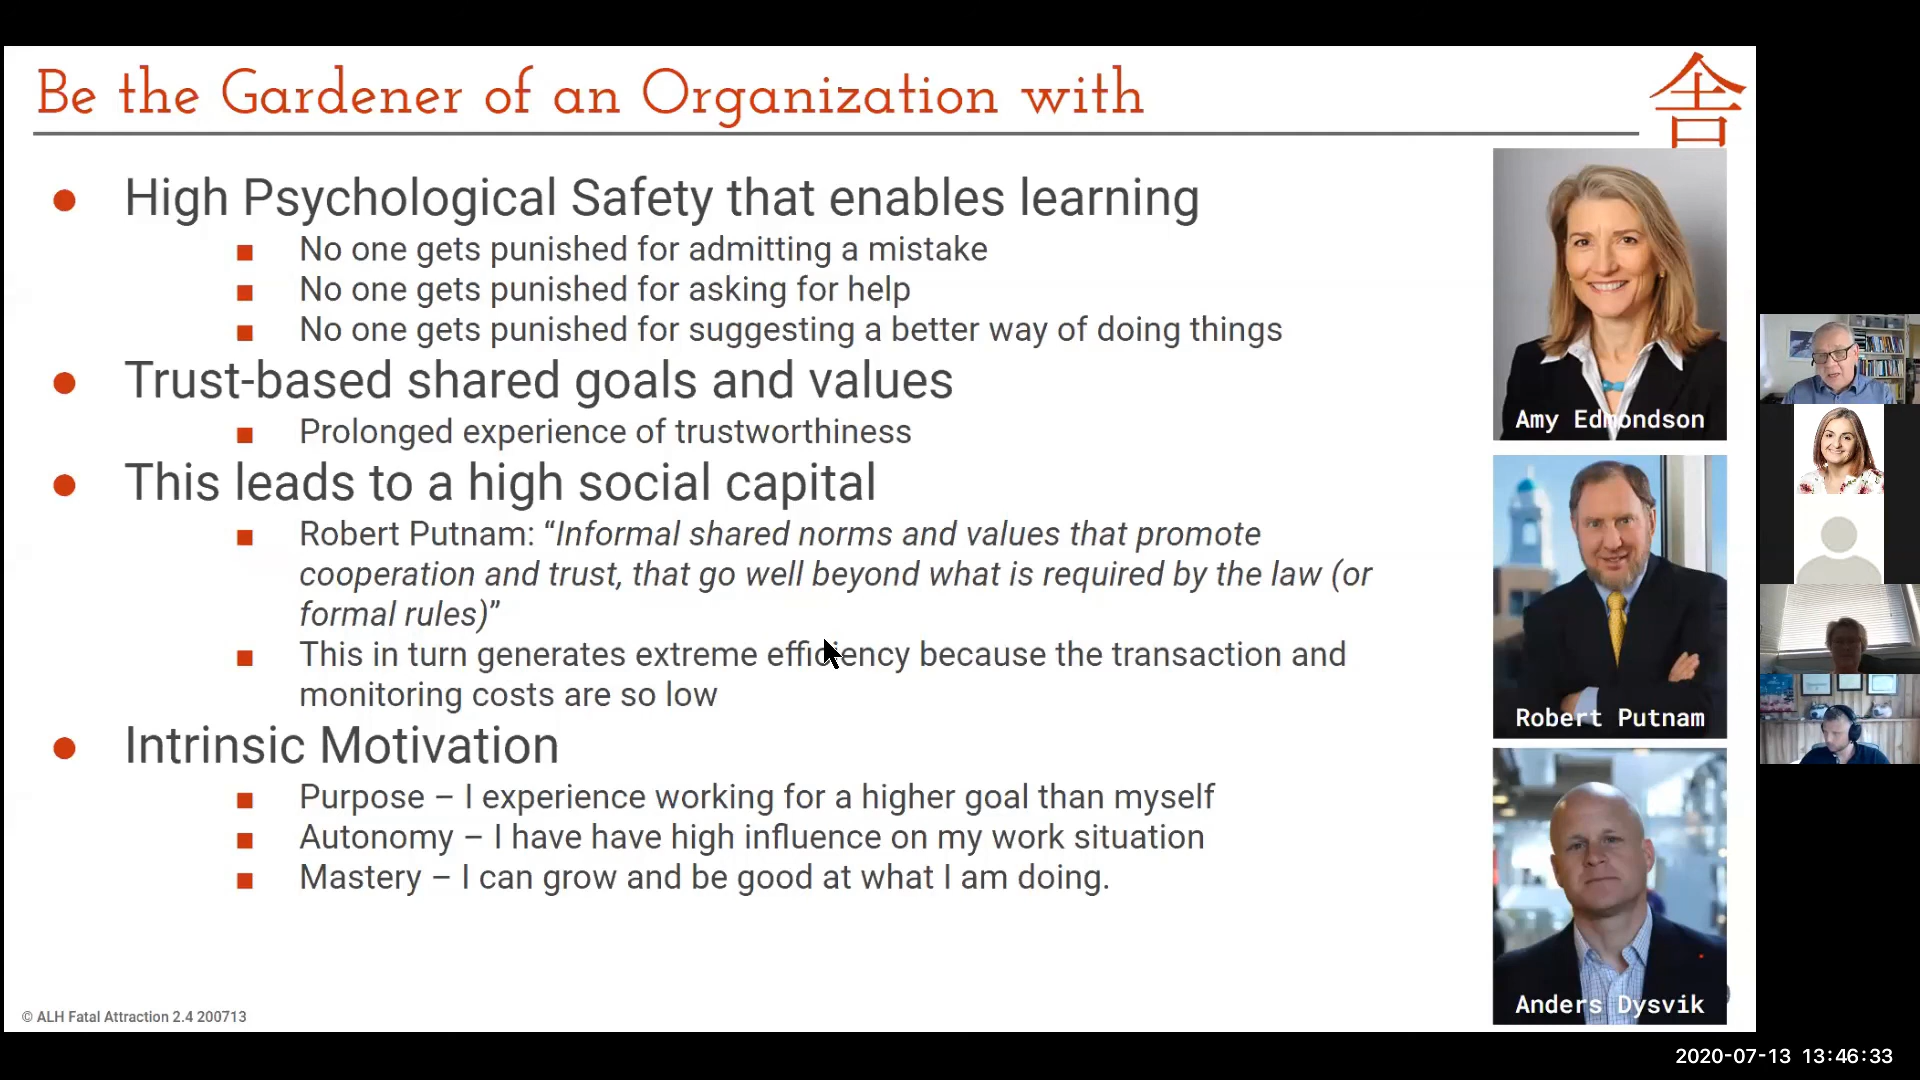 Be the Gardener of an Organization with
舎
High Psychological Safety that enables learning
No one gets punished for admitting a mistake
No one gets punished for asking for help
No one gets punished for suggesting a better way of doing things
Trust-based shared goals and values
Prolonged experience of trustworthiness
This leads to a high social capital
Robert Putnam: “Informal shared norms and values that promote
cooperation and trust, that go well beyond what is required by the law (or
formal rules)”
This in turn generates extreme efficiency because the transaction and
monitoring costs are so low
Intrinsic Motivation
Purpose – I experience working for a higher goal than myself
Autonomy – I have have high influence on my work situation
Mastery – I can grow and be good at what I am doing.
Amy Edmondson
Robert Putnam
Anders Dysvik
© ALH Fatal Attraction 2.4 200713
2020-07-13 13:46:33